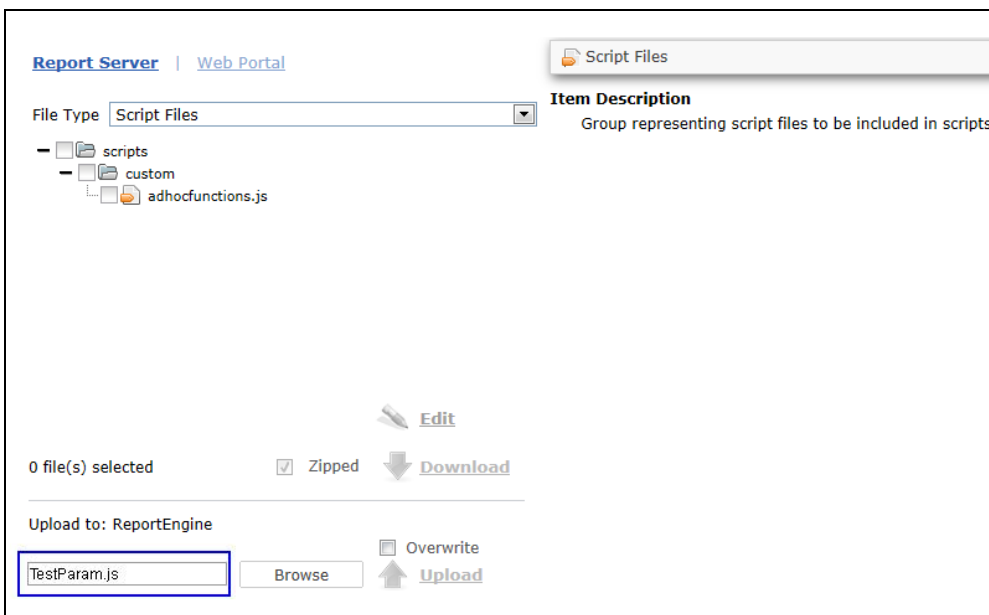 Report Server | Web Portal
File Type Script Files
scripts
custom
adhocfunctions.js
Edit
0 file(s) selected Zipped Download
Upload to: ReportEngine
Overwrite
TestParam.js Browse Upload
Script Files
Item Description
Group representing script files to be included in scripts